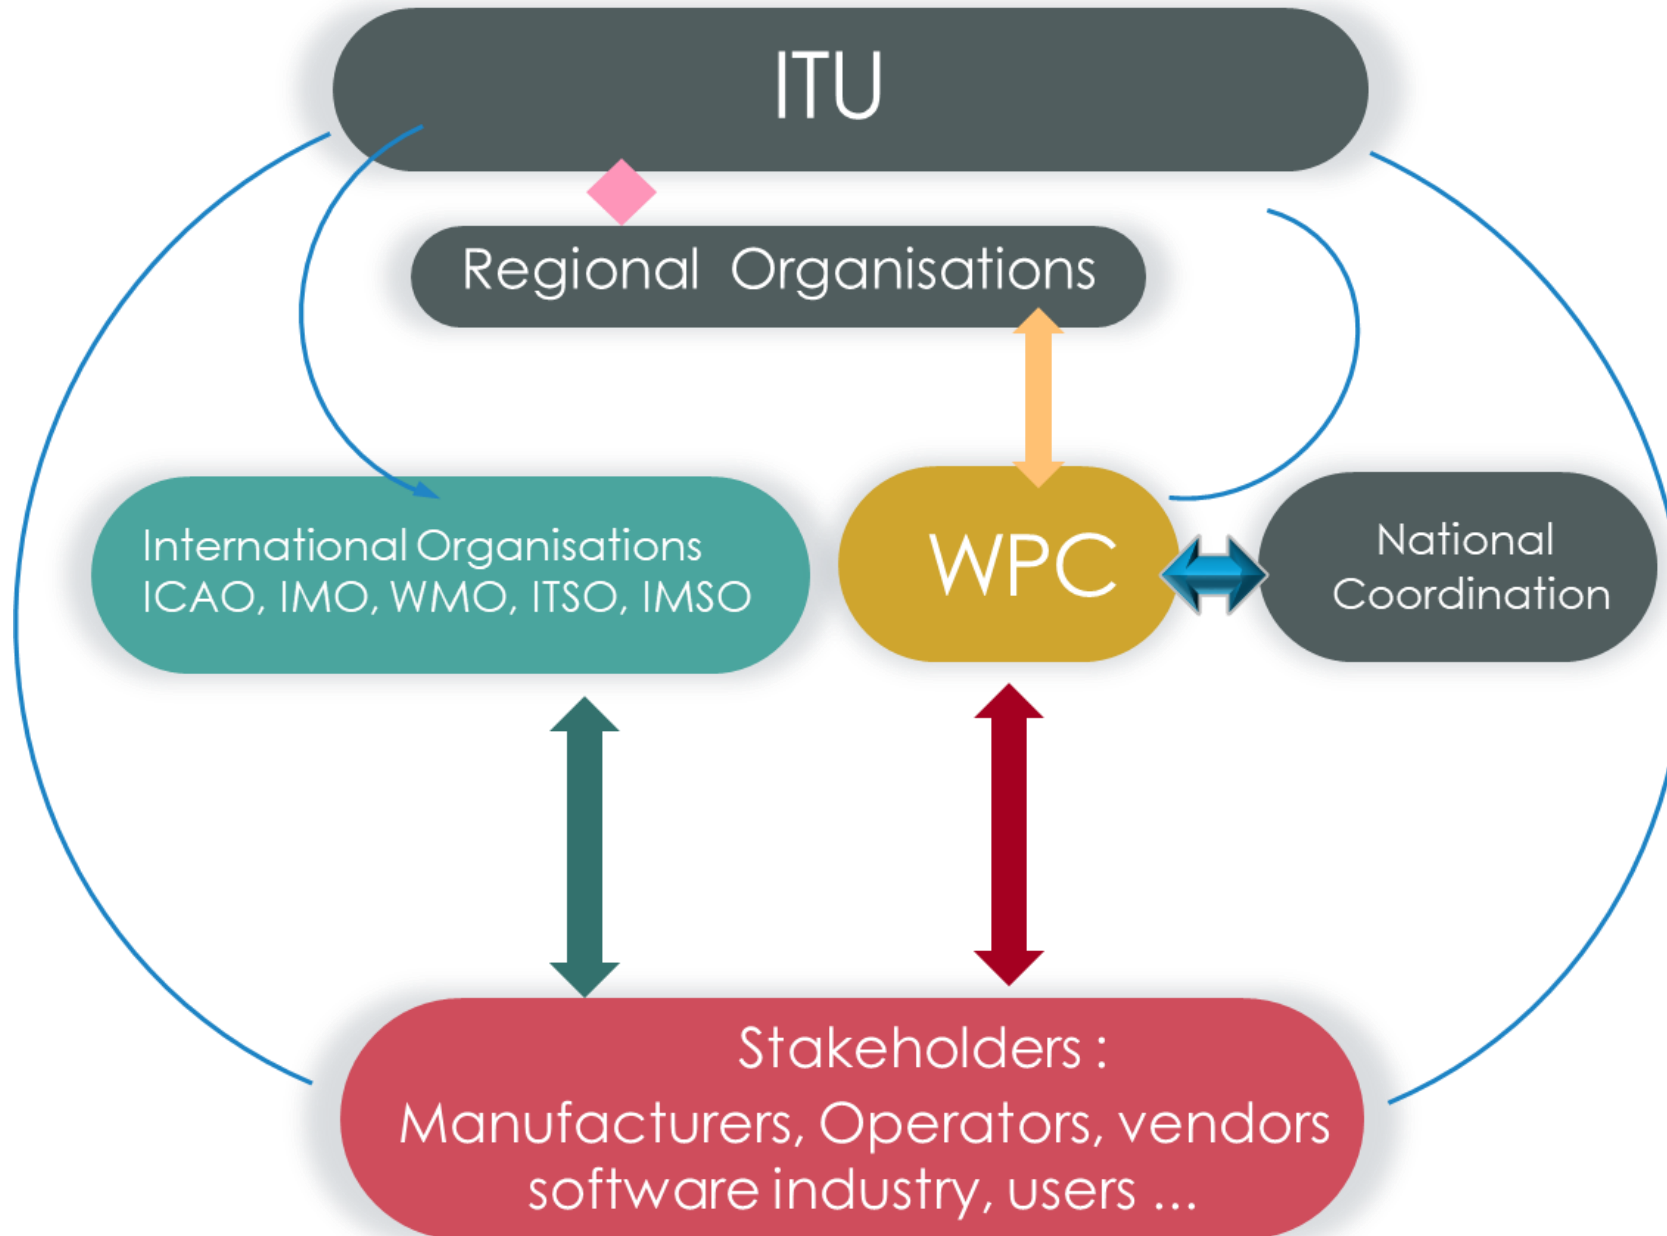 ITU
Regional Organisations
International Organisations
ICAO, IMO, WMO, ITSO, IMSO
WPC
National
Coordination
Stakeholders :
Manufacturers, Operators, vendors
software industry, users ...